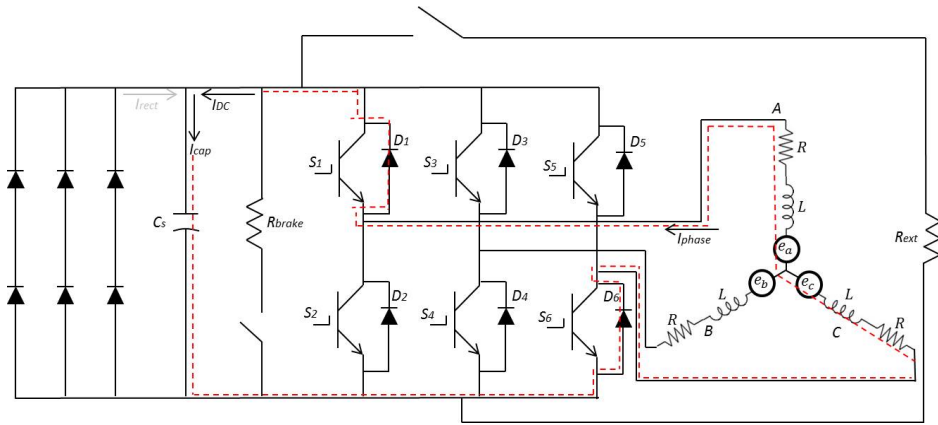 A
Irect
IDC
D1
D3
D5
R
Icap
S1
S3
S5
L
Cs
Rbrake
Iphase
Rext
ea
eb
ec
L
L
D2
D4
D6
R
R
S2
S4
S6
B
C